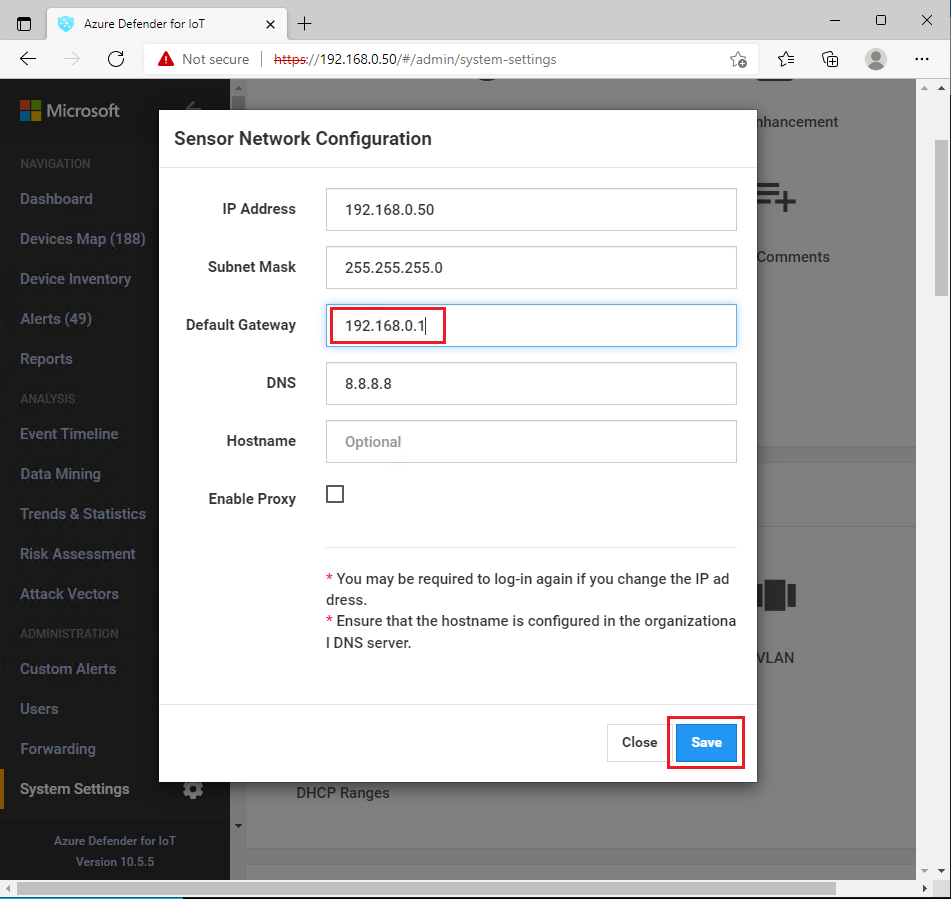 Azure Defender for IoT
Not secure
https://192.168.0.50/#/admin/system-settings
Microsoft
NAVIGATION
Dashboard
Devices Map (188)
Device Inventory
Alerts (49)
Reports
ANALYSIS
Event Timeline
Data Mining
Trends & Statistics
Risk Assessment
Attack Vectors
ADMINISTRATION
Custom Alerts
Users
Forwarding
System Settings
Azure Defender for IoT
Version 10.5.5
Sensor Network Configuration
IP Address
192.168.0.50
Subnet Mask
255.255.255.0
Default Gateway
192.168.0.1
DNS
8.8.8.8
Hostname
Optional
Enable Proxy
* You may be required to log-in again if you change the IP ad
dress.
* Ensure that the hostname is configured in the organizationa
l DNS server.
Close
Save
nhancement
Comments
VLAN
DHCP Ranges